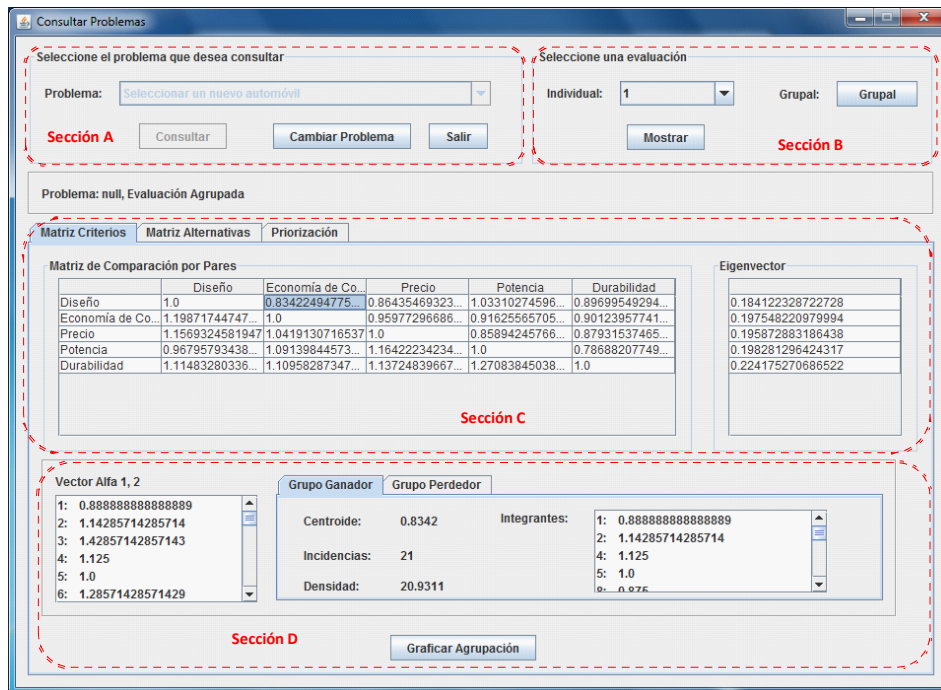 Consultar Problemas
Seleccione el problema que desea consultar
Seleccione una evaluación
Problema: Seleccionar un nuevo automóvil
Individual: 1 Grupal: Grupal
Sección A Consultar Cambiar Problema Salir
Mostrar Sección B
Problema: null, Evaluación Agrupada
Matriz Criterios Matriz Alternativas Priorización
Matriz de Comparación por Pares
Eigenvector
Diseño Economía de Co... Precio Potencia Durabilidad
Diseño 1.0 0.83422494775... 0.86435469323... 1.03310274596... 0.89699549294... 0.184122328722728
Economía de Co... 1.19871744747... 1.0 0.95977296686... 0.91625565705... 0.90123957741... 0.197548220979994
Precio 1.1569324581947 1.0419130716537 1.0 0.85894245766... 0.87931537465... 0.195872883186438
Potencia 0.96795793438... 1.09139844573... 1.16422234234... 1.0 0.78688207749... 0.198281296424317
Durabilidad 1.11483280336... 1.10958287347... 1.13724839667... 1.27083845038... 1.0 0.224175270686522
Sección C
Vector Alfa 1, 2
1: 0.888888888888889
2: 1.14285714285714
3: 1.42857142857143
4: 1.125
5: 1.0
6: 1.28571428571429
Grupo Ganador Grupo Perdedor
Centroide: 0.8342
Incidencias: 21
Densidad: 20.9311
Integrantes:
1: 0.888888888888889
2: 1.14285714285714
4: 1.125
5: 1.0
8: 0.875
Sección D
Graficar Agrupación